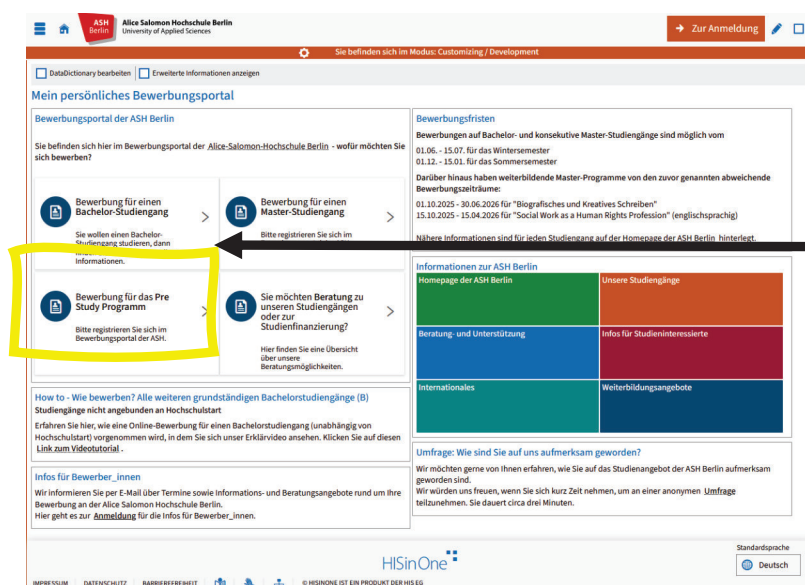 ASH
Berlin
Alice Salomon Hochschule Berlin
University of Applied Sciences
Zur Anmeldung
Sie befinden sich im Modus: Customizing / Development
DataDictionary bearbeiten
Erweiterte Informationen anzeigen
Mein persönliches Bewerbungsportal
Bewerbungsportal der ASH Berlin
Sie befinden sich hier im Bewerbungsportal der Alice-Salomon-Hochschule Berlin - wofür möchten Sie
sich bewerben?
Bewerbung für einen
Bachelor-Studiengang
Sie wollen einen Bachelor-
Studiengang studieren, dann
Informationen.
Bewerbung für einen
Master-Studiengang
Bitte registrieren Sie sich im
Bewerbung für das Pre
Study Programm
Bitte registrieren Sie sich im
Bewerbungsportal der ASH.
Sie möchten Beratung zu
unseren Studiengängen
oder zur
Studienfinanzierung?
Hier finden Sie eine Übersicht
über unsere
Beratungsmöglichkeiten.
How to - Wie bewerben? Alle weiteren grundständigen Bachelorstudiengänge (B)
Studiengänge nicht angebunden an Hochschulstart
Erfahren Sie hier, wie eine Online-Bewerbung für einen Bachelorstudiengang (unabhängig von
Hochschulstart) vorgenommen wird, in dem Sie sich unser Erklärvideo ansehen. Klicken Sie auf diesen
Link zum Videotutorial .
Infos für Bewerber_innen
Wir informieren Sie per E-Mail über Termine sowie Informations- und Beratungsangebote rund um Ihre
Bewerbung an der Alice Salomon Hochschule Berlin.
Hier geht es zur Anmeldung für die Infos für Bewerber_innen.
Bewerbungsfristen
Bewerbungen auf Bachelor- und konsekutive Master-Studiengänge sind möglich vom
01.06. - 15.07. für das Wintersemester
01.12. - 15.01. für das Sommersemester
Darüber hinaus haben weiterbildende Master-Programme von den zuvor genannten abweichende
Bewerbungszeiträume:
01.10.2025 - 30.06.2026 für "Biografisches und Kreatives Schreiben"
15.10.2025 - 15.04.2026 für "Social Work as a Human Rights Profession" (englischsprachig)
Nähere Informationen sind für jeden Studiengang auf der Homepage der ASH Berlin hinterlegt.
Informationen zur ASH Berlin
Homepage der ASH Berlin
Unsere Studiengänge
Beratung- und Unterstützung
Infos für Studieninteressierte
Internationales
Weiterbildungsangebote
Umfrage: Wie sind Sie auf uns aufmerksam geworden?
Wir möchten gerne von Ihnen erfahren, wie Sie auf das Studienangebot der ASH Berlin aufmerksam
geworden sind.
Wir würden uns freuen, wenn Sie sich kurz Zeit nehmen, um an einer anonymen Umfrage
teilzunehmen. Sie dauert circa drei Minuten.
HISinOne
Standardsprache
Deutsch
IMPRESSUM
DATENSCHUTZ
BARRIEREFREIHEIT
© HISINONE IST EIN PRODUKT DER HIS EG